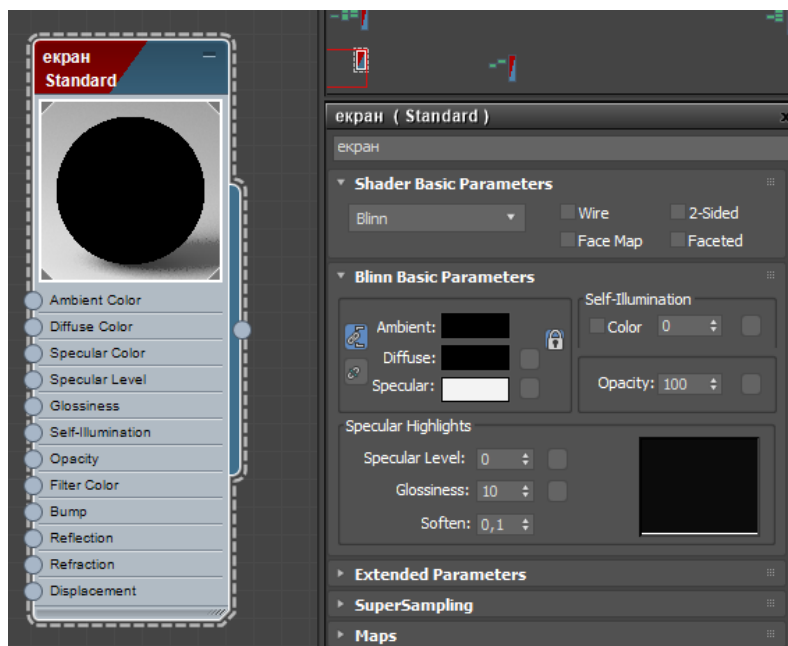 екран
Standard
Ambient Color
Diffuse Color
Specular Color
Specular Level
Glossiness
Self-Illumination
Opacity
Filter Color
Bump
Reflection
Refraction
Displacement
екран ( Standard )
екран
Shader Basic Parameters
Blinn
Wire
2-Sided
Face Map
Faceted
Blinn Basic Parameters
Ambient:
Diffuse:
Specular:
Self-Illumination
Color 0
Opacity: 100
Specular Highlights
Specular Level: 0
Glossiness: 10
Soften: 0,1
Extended Parameters
SuperSampling
Maps